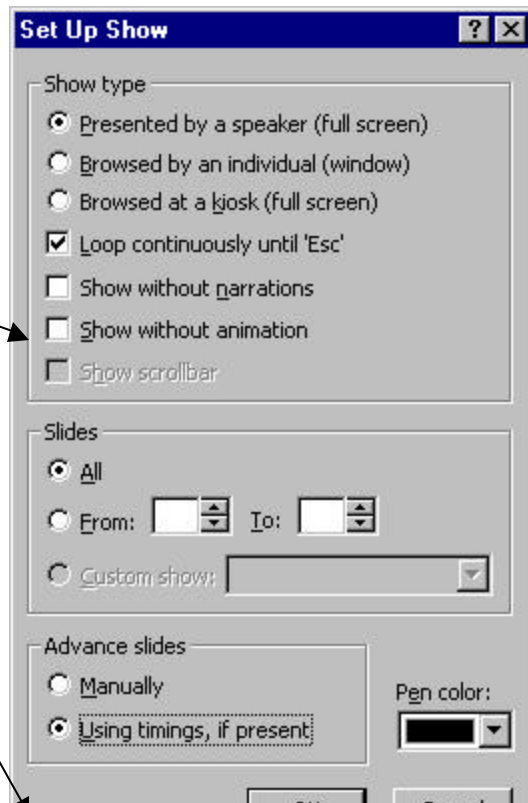 Set Up Show
Show type
Presented by a speaker (full screen)
Browsed by an individual (window)
Browsed at a kiosk (full screen)
Loop continuously until 'Esc'
Show without narrations
Show without animation
Show scrollbar
Slides
All
From: To:
Custom show:
Advance slides
Manually
Pen color:
Using timings, if present